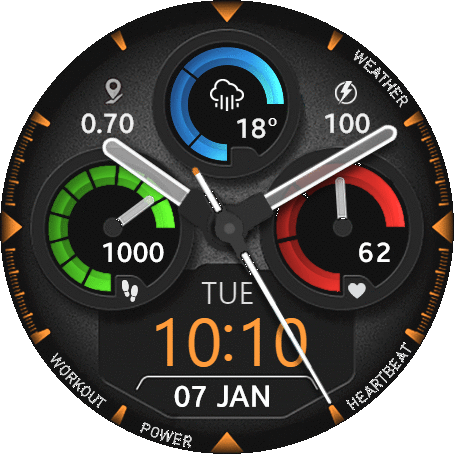 WEATHER
0.70
18°
100
1000
62
TUE
10:10
07 JAN
WORKOUT
POWER
HEARTBEAT